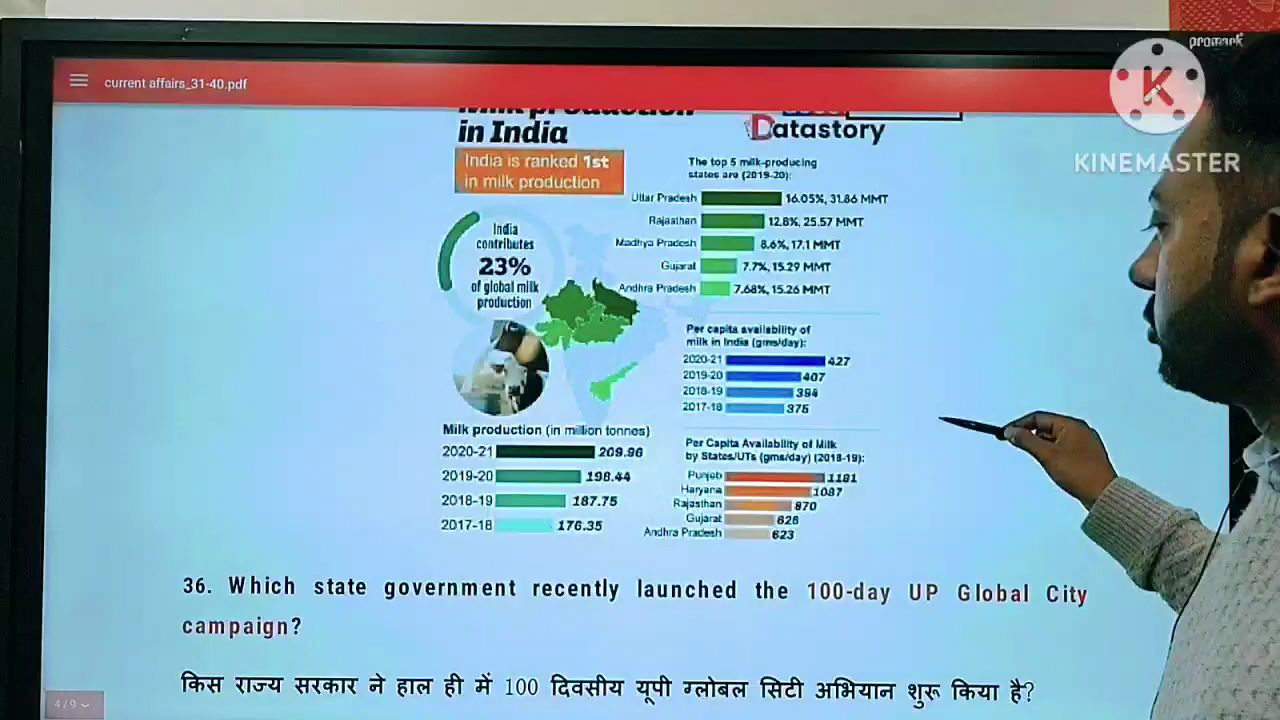 promark
current affairs_31-40.pdf
KINEMASTER
in India
Datastory
India is ranked 1st
in milk production
The top 5 milk-producing
states are (2019-20):
Uttar Pradesh 16.05%, 31.86 MMT
Rajasthan 12.8%, 25.57 MMT
Madhya Pradesh 8.6%, 17.1 MMT
Gujarat 7.7%, 15.29 MMT
Andhra Pradesh 7.68%, 15.26 MMT
India
contributes
23%
of global milk
production
Per capita availability of
milk in India (gms/day):
2020-21 427
2019-20 407
2018-19 394
2017-18 375
Milk production (in million tonnes)
2020-21 209.96
2019-20 198.44
2018-19 187.75
2017-18 176.35
Per Capita Availability of Milk
by States/UTs (gms/day) (2018-19):
Punjab 1181
Haryana 1087
Rajasthan 870
Gujarat 626
Andhra Pradesh 623
36. Which state government recently launched the 100-day UP Global City
campaign?
किस राज्य सरकार ने हाल ही में 100 दिवसीय यूपी ग्लोबल सिटी अभियान शुरू किया है?
4/9